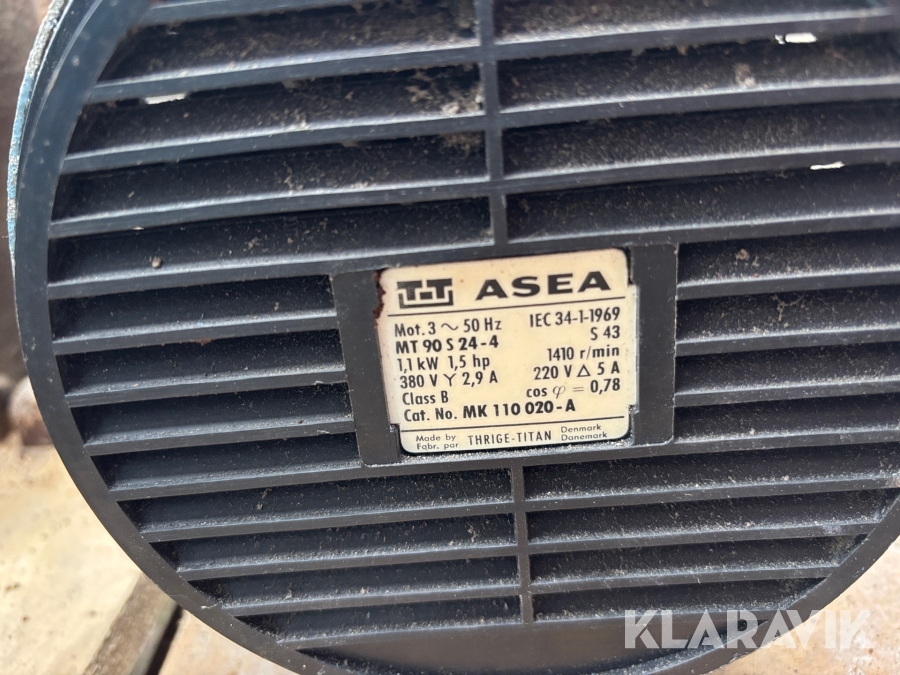 TT ASEA
Mot. 3 ~ 50 Hz IEC 34-1-1969
MT 90 S 24-4 S 43
1,1 kW 1,5 hp 1410 r/min
380 V Y 2,9 A 220 V Δ 5 A
Class B cos φ = 0,78
Cat. No. MK 110 020-A
Made by THRIGE-TITAN Denmark
Fabr. par Danemark
KLARAVIK